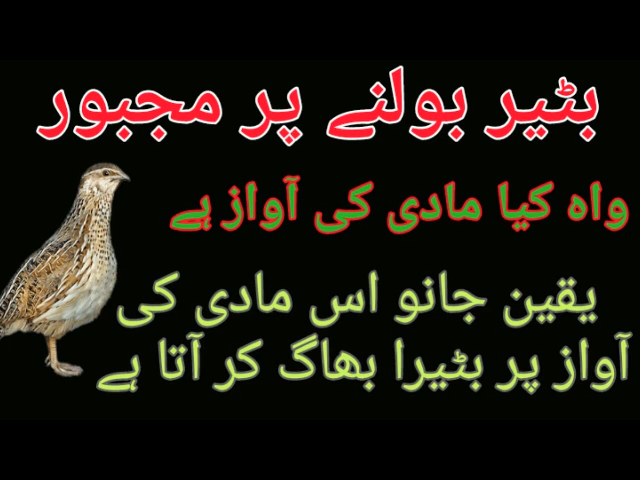 بٹیر بولنے پر مجبور
واہ کیا مادی کی آواز ہے
یقین جانو اس مادی کی
آواز پر بٹیرا بھاگ کر آتا ہے